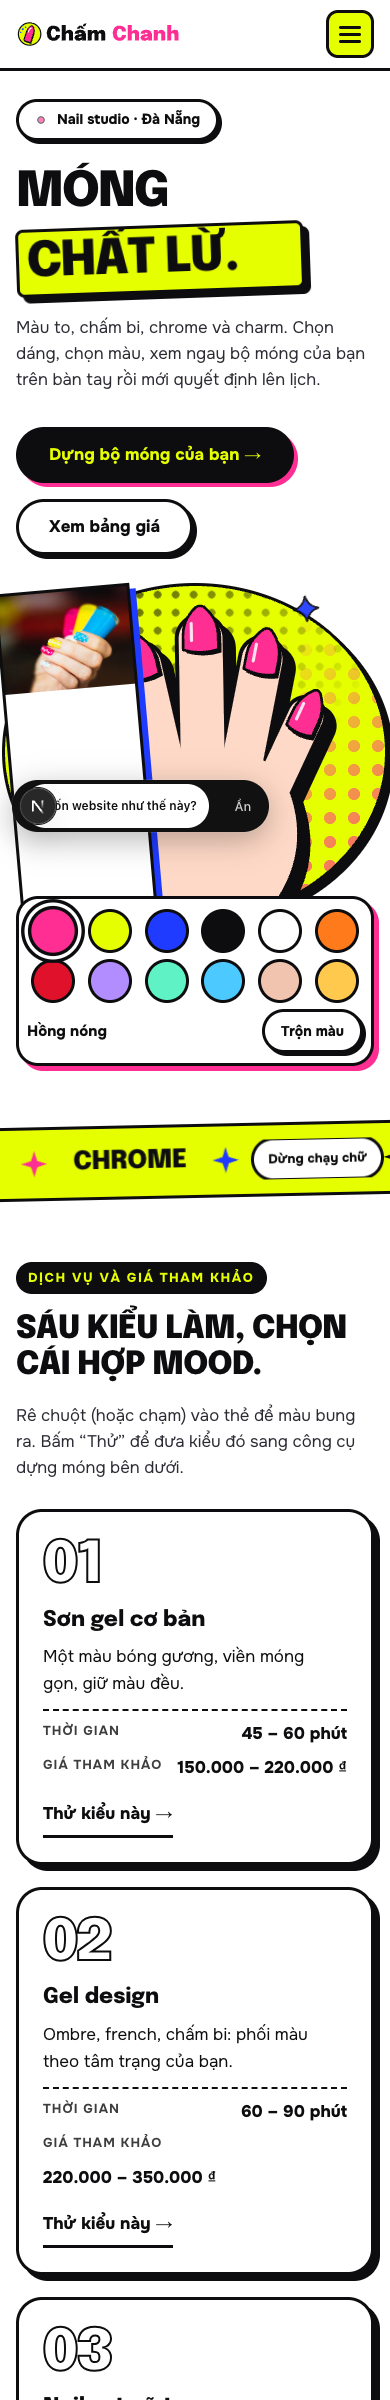 Chấm Chanh
Nail studio · Đà Nẵng
MÓNG
CHẤT LỪ.
Màu to, chấm bi, chrome và charm. Chọn
dáng, chọn màu, xem ngay bộ móng của bạn
trên bàn tay rồi mới quyết định lên lịch.
Dựng bộ móng của bạn →
Xem bảng giá
website như thế này?
Ẩn
Hồng nóng
Trộn màu
CHROME
Dừng chạy chữ
DỊCH VỤ VÀ GIÁ THAM KHẢO
SÁU KIỂU LÀM, CHỌN
CÁI HỢP MOOD.
Rê chuột (hoặc chạm) vào thẻ để màu bung
ra. Bấm “Thử” để đưa kiểu đó sang công cụ
dựng móng bên dưới.
01
Sơn gel cơ bản
Một màu bóng gương, viền móng
gọn, giữ màu đều.
THỜI GIAN 45 – 60 phút
GIÁ THAM KHẢO 150.000 – 220.000 ₫
Thử kiểu này →
02
Gel design
Ombre, french, chấm bi: phối màu
theo tâm trạng của bạn.
THỜI GIAN 60 – 90 phút
GIÁ THAM KHẢO
220.000 – 350.000 ₫
Thử kiểu này →
03